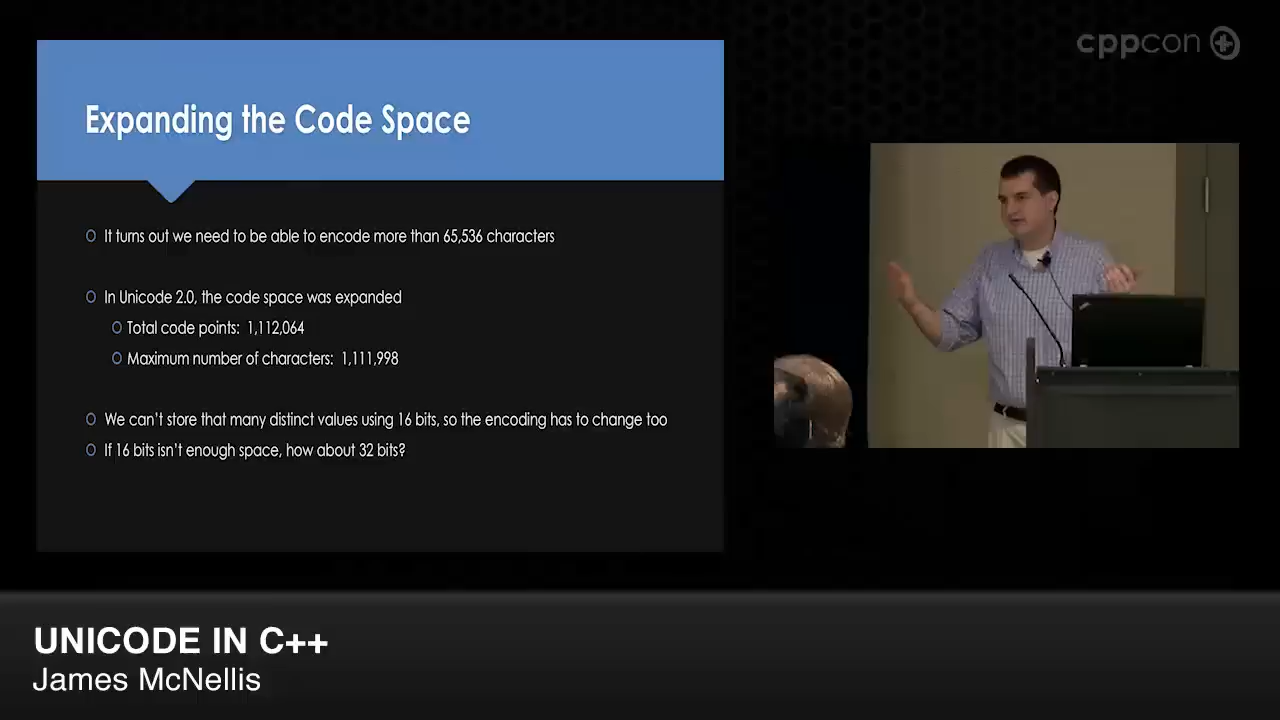 cppcon
Expanding the Code Space
It turns out we need to be able to encode more than 65,536 characters
In Unicode 2.0, the code space was expanded
Total code points: 1,112,064
Maximum number of characters: 1,111,998
We can't store that many distinct values using 16 bits, so the encoding has to change too
If 16 bits isn't enough space, how about 32 bits?
UNICODE IN C++
James McNellis